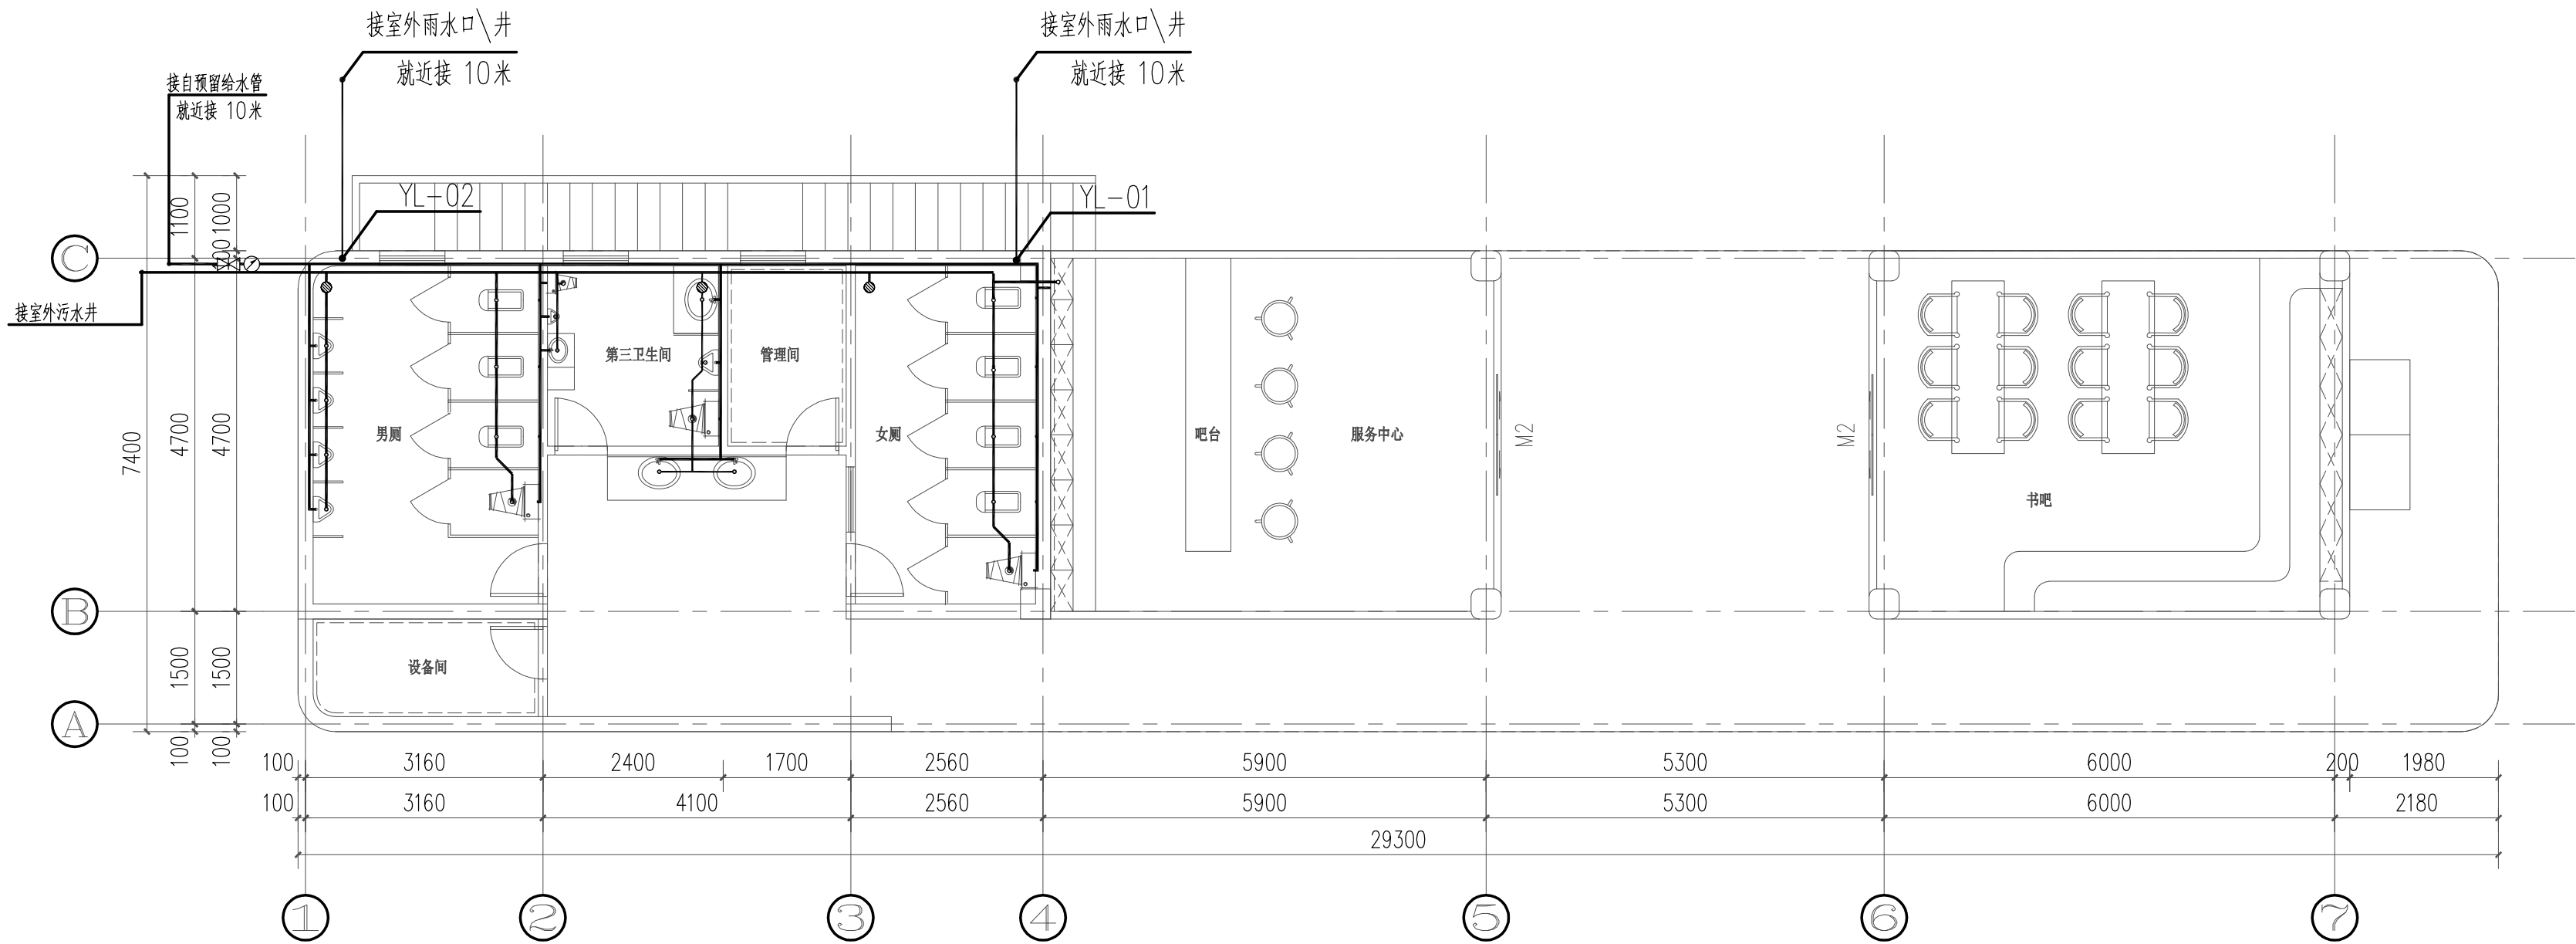 接室外雨水口\井
就近接 10米
接室外雨水口\井
就近接 10米
接自预留给水管
就近接 10米
YL-02
YL-01
1100
1000
C
接室外污水井
第三卫生间
管理间
男厕
女厕
吧台
服务中心
M2
M2
书吧
7400
4700
4700
B
1500
1500
设备间
A
100
100
100
3160
2400
1700
2560
5900
5300
6000
200
1980
100
3160
4100
2560
5900
5300
6000
2180
29300
1
2
3
4
5
6
7